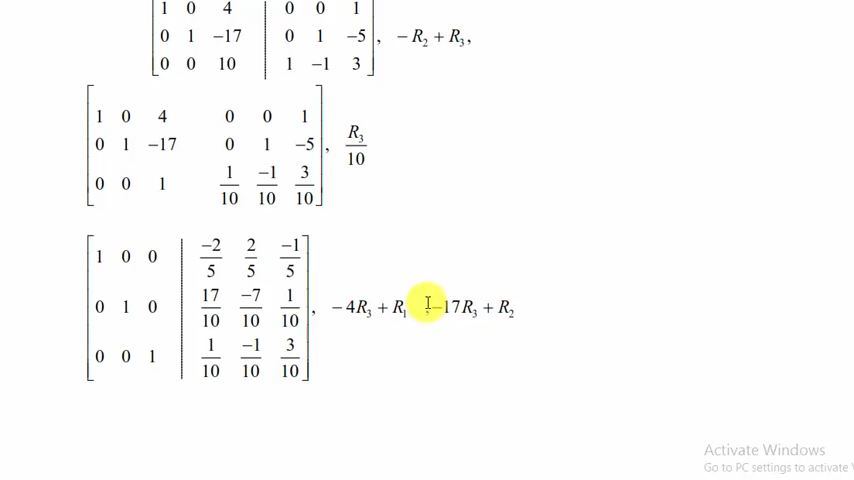 1 0 4 0 0 1
0 1 −17 0 1 −5 , −R₂ + R₃,
0 0 10 1 −1 3
1 0 4 0 0 1
0 1 −17 0 1 −5 , R₃/10
0 0 1 1/10 −1/10 3/10
1 0 0 −2/5 2/5 −1/5
0 1 0 17/10 −7/10 1/10 , −4R₃ + R₁ , −17R₃ + R₂
0 0 1 1/10 −1/10 3/10
Activate Windows
Go to PC settings to activate